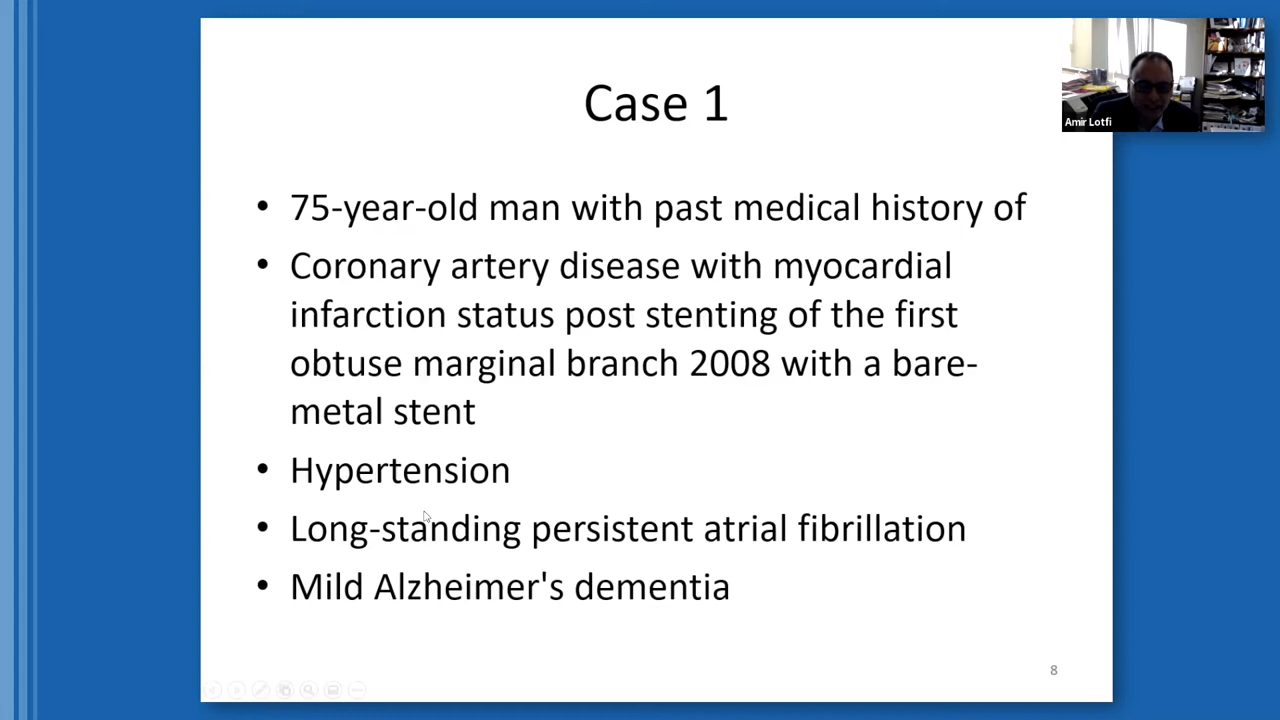 Case 1
Amir Lotfi
• 75-year-old man with past medical history of
• Coronary artery disease with myocardial
infarction status post stenting of the first
obtuse marginal branch 2008 with a bare-
metal stent
• Hypertension
• Long-standing persistent atrial fibrillation
• Mild Alzheimer's dementia
8